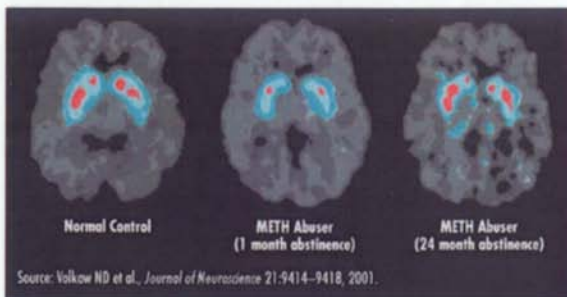 Normal Control
METH Abuser
(1 month abstinence)
METH Abuser
(24 month abstinence)
Source: Volkow ND et al., Journal of Neuroscience 21:9414–9418, 2001.